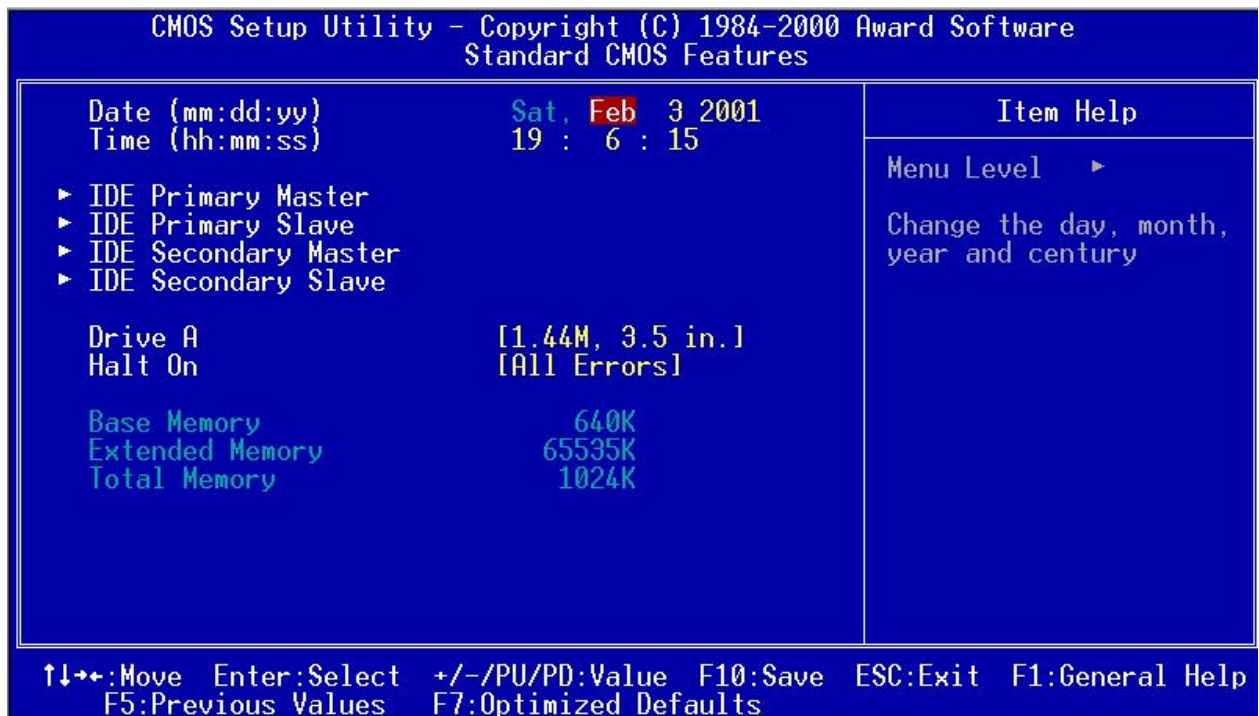 CMOS Setup Utility - Copyright (C) 1984-2000 Award Software
Standard CMOS Features
Date (mm:dd:yy) Sat, Feb 3 2001
Time (hh:mm:ss) 19 : 6 : 15
► IDE Primary Master
► IDE Primary Slave
► IDE Secondary Master
► IDE Secondary Slave
Drive A [1.44M, 3.5 in.]
Halt On [All Errors]
Base Memory 640K
Extended Memory 65535K
Total Memory 1024K
Item Help
Menu Level ►
Change the day, month,
year and century
↑↓→←:Move Enter:Select +/-/PU/PD:Value F10:Save ESC:Exit F1:General Help
F5:Previous Values F7:Optimized Defaults